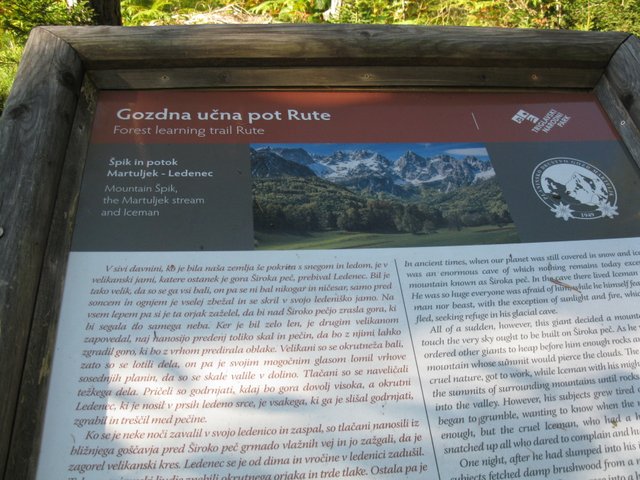 Gozdna učna pot Rute
Forest learning trail Rute
TRIGLAVSKI
NARODNI
PARK
Špik in potok
Martuljek - Ledenec
Mountain Špik,
the Martuljek stream
and Iceman
1949
V sivi davnini, ko je bila naša zemlja še pokrita s snegom in ledom, je v
velikanski jami, katere ostanek je gora Široka peč, prebival Ledenec. Bil je
tako velik, da so se ga vsi bali, on pa se ni bal nikogar in ničesar, samo pred
soncem in ognjem je vselej zbežal in se skril v svojo ledeniško jamo. Na
vsem lepem pa si je ta orjak zaželel, da bi nad Široko pečjo zrasla gora, ki
bi segala do samega neba. Ker je bil zelo len, je drugim velikanom
zapovedal, naj nanosijo predenj toliko skal in pečin, da bo z njimi lahko
zgradil goro, ki bo z vrhom predirala oblake. Velikani so se okrutneža bali,
zato so se lotili dela, on pa je svojim mogočnim glasom lomil vrhove
sosednjih planin, da so se skale valile v dolino. Tlačani so se naveličali
težkega dela. Pričeli so godrnjati, kdaj bo gora dovolj visoka, a okrutni
Ledenec, ki je nosil v prsih ledeno srce, je vsakega, ki ga je slišal godrnjati,
zgrabil in treščil med pečine.
Ko se je neke noči zavalil v svojo ledenico in zaspal, so tlačani nanosili iz
bližnjega goščavja pred Široko peč grmado vlažnih vej in jo zažgali, da je
zagorel velikanski kres. Ledenec se je od dima in vročine v ledenici zadušil.
In ancient times, when our planet was still covered in snow and ice
was an enormous cave of which nothing remains today exce
mountain known as Široka peč. In the cave there lived Iceman
He was so huge everyone was afraid of him while he himself fea
man nor beast, with the exception of sunlight and fire, whic
fled, seeking refuge in his glacial cave.
All of a sudden, however, this giant decided a mount
touch the very sky ought to be built on Široka peč. As he
ordered other giants to heap before him enough rocks a
mountain whose summit would pierce the clouds. The
cruel nature, got to work, while Iceman with his migh
the summits of surrounding mountains until rocks
into the valley. However, his subjects grew tired
began to grumble, wanting to know when the
enough, but the cruel Iceman, who had a h
snatched up all who dared to complain and hu
One night, after he had slumped into his
subjects fetched damp brushwood from a